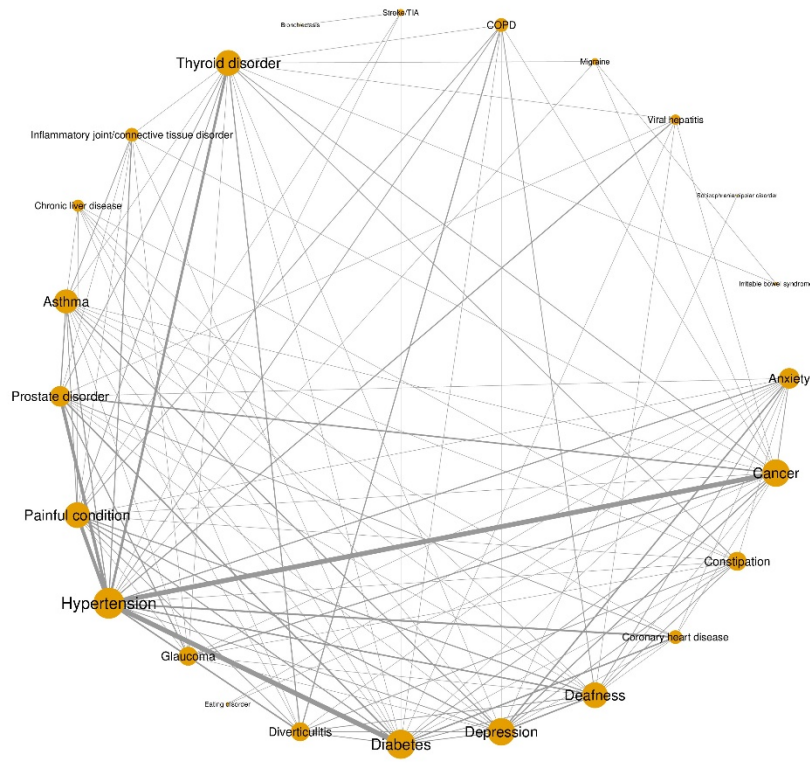 Stroke/TIA
Bronchiectasis
COPD
Thyroid disorder
Migraine
Viral hepatitis
Inflammatory joint/connective tissue disorder
Schizophrenia/bipolar disorder
Chronic liver disease
Irritable bowel syndrome
Asthma
Anxiety
Prostate disorder
Cancer
Painful condition
Constipation
Hypertension
Coronary heart disease
Glaucoma
Deafness
Eating disorder
Diverticulitis
Depression
Diabetes